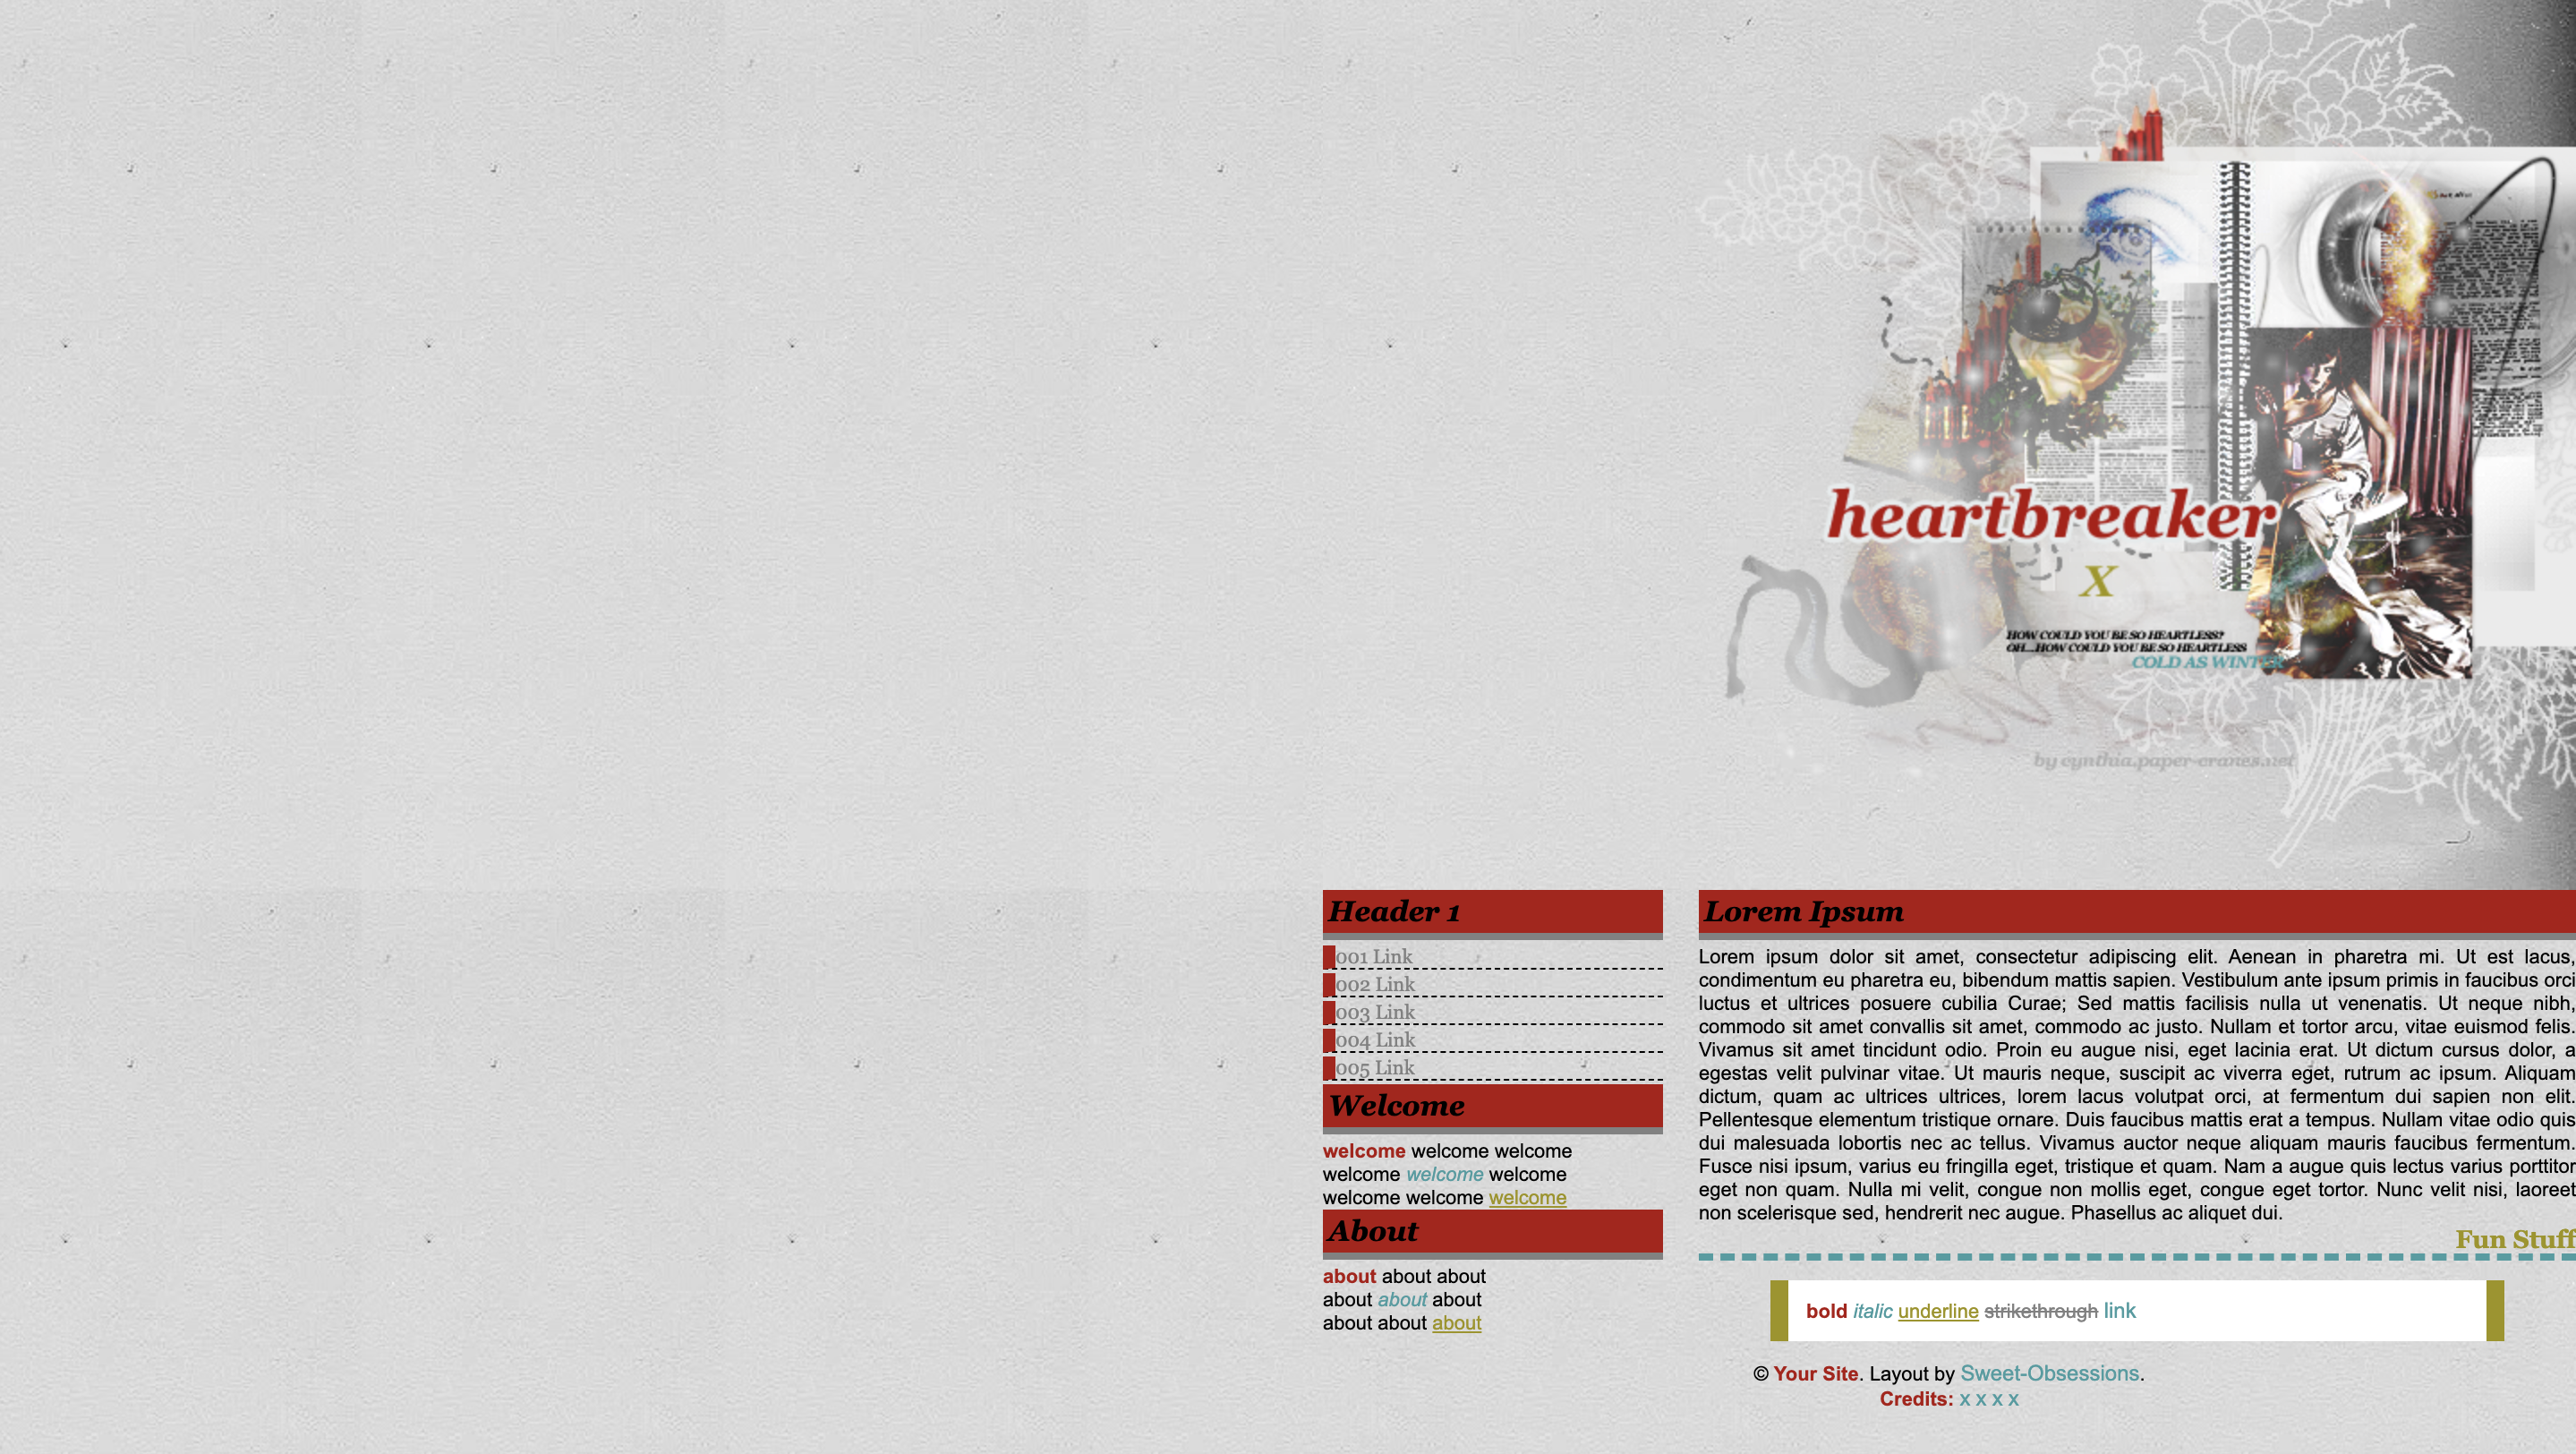 heartbreaker
X
HOW COULD YOU BE SO HEARTLESS?
OH...HOW COULD YOU BE SO HEARTLESS
COLD AS WINTER
by cynthia.paper-cranes.net
Header 1
001 Link
002 Link
003 Link
004 Link
005 Link
Welcome
welcome welcome welcome
welcome welcome welcome
welcome welcome welcome
About
about about about
about about about
about about about
Lorem Ipsum
Lorem ipsum dolor sit amet, consectetur adipiscing elit. Aenean in pharetra mi. Ut est lacus,
condimentum eu pharetra eu, bibendum mattis sapien. Vestibulum ante ipsum primis in faucibus orci
luctus et ultrices posuere cubilia Curae; Sed mattis facilisis nulla ut venenatis. Ut neque nibh,
commodo sit amet convallis sit amet, commodo ac justo. Nullam et tortor arcu, vitae euismod felis.
Vivamus sit amet tincidunt odio. Proin eu augue nisi, eget lacinia erat. Ut dictum cursus dolor, a
egestas velit pulvinar vitae. Ut mauris neque, suscipit ac viverra eget, rutrum ac ipsum. Aliquam
dictum, quam ac ultrices ultrices, lorem lacus volutpat orci, at fermentum dui sapien non elit.
Pellentesque elementum tristique ornare. Duis faucibus mattis erat a tempus. Nullam vitae odio quis
dui malesuada lobortis nec ac tellus. Vivamus auctor neque aliquam mauris faucibus fermentum.
Fusce nisi ipsum, varius eu fringilla eget, tristique et quam. Nam a augue quis lectus varius porttitor
eget non quam. Nulla mi velit, congue non mollis eget, congue eget tortor. Nunc velit nisi, laoreet
non scelerisque sed, hendrerit nec augue. Phasellus ac aliquet dui.
Fun Stuff
bold italic underline strikethrough link
© Your Site. Layout by Sweet-Obsessions.
Credits: x x x x